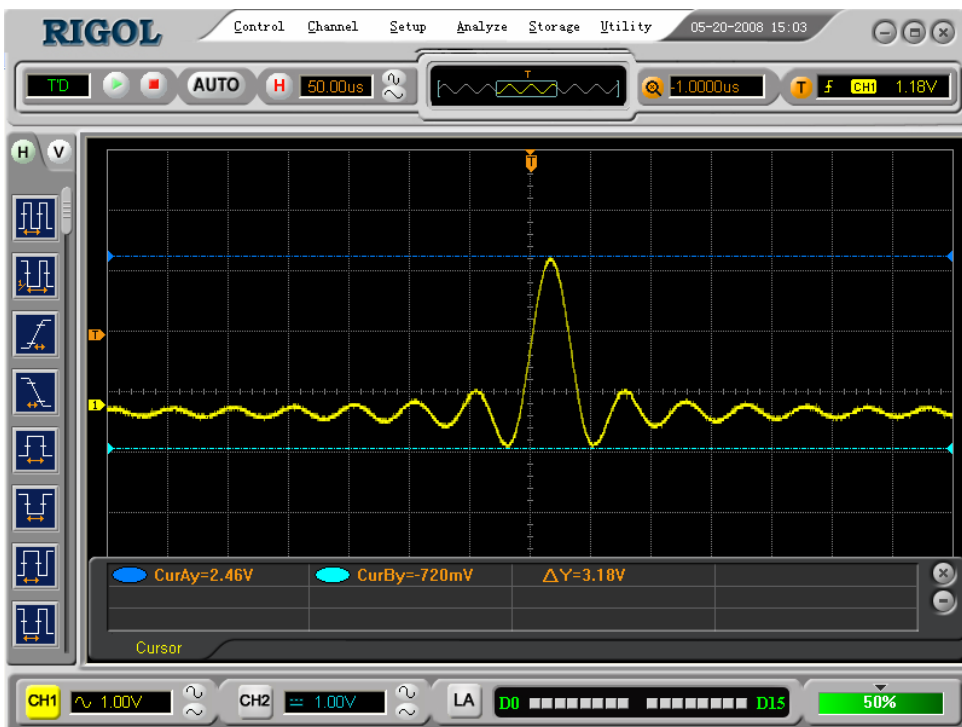 RIGOL
Control Channel Setup Analyze Storage Utility 05-20-2008 15:03
T'D AUTO H 50.00us T -1.0000us T CH1 1.18V
H V
T
T
1
1/
CurAy=2.46V CurBy=-720mV ΔY=3.18V
Cursor
CH1 1.00V CH2 1.00V LA D0 D15 50%